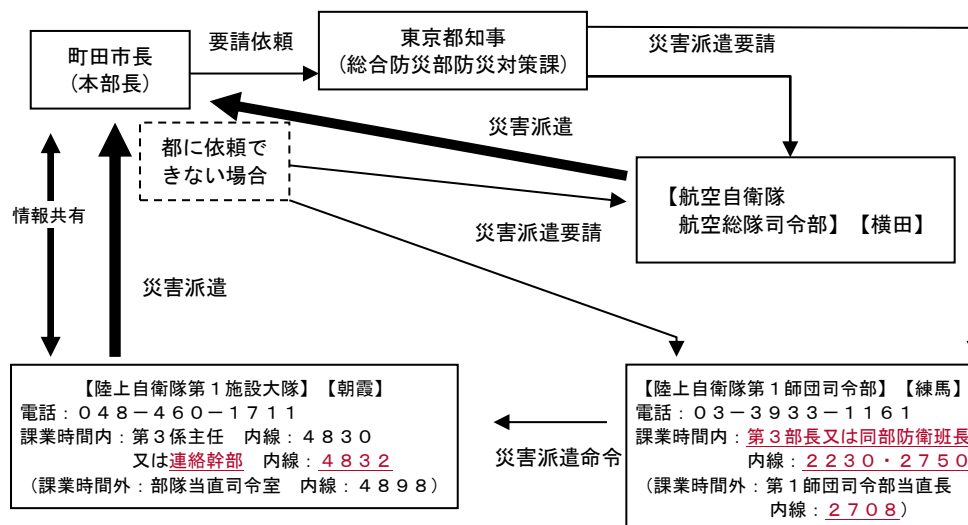 町田市長
(本部長)
要請依頼
東京都知事
(総合防災部防災対策課)
災害派遣要請
都に依頼で
きない場合
災害派遣
【航空自衛隊
航空総隊司令部】【横田】
情報共有
災害派遣要請
災害派遣
【陸上自衛隊第１施設大隊】【朝霞】
電話：０４８－４６０－１７１１
課業時間内：第３係主任　内線：４８３０
又は連絡幹部　内線：４８３２
(課業時間外：部隊当直司令室　内線：４８９８)
災害派遣命令
【陸上自衛隊第１師団司令部】【練馬】
電話：０３－３９３３－１１６１
課業時間内：第３部長又は同部防衛班長
内線：２２３０・２７５０
(課業時間外：第１師団司令部当直長
内線：２７０８)